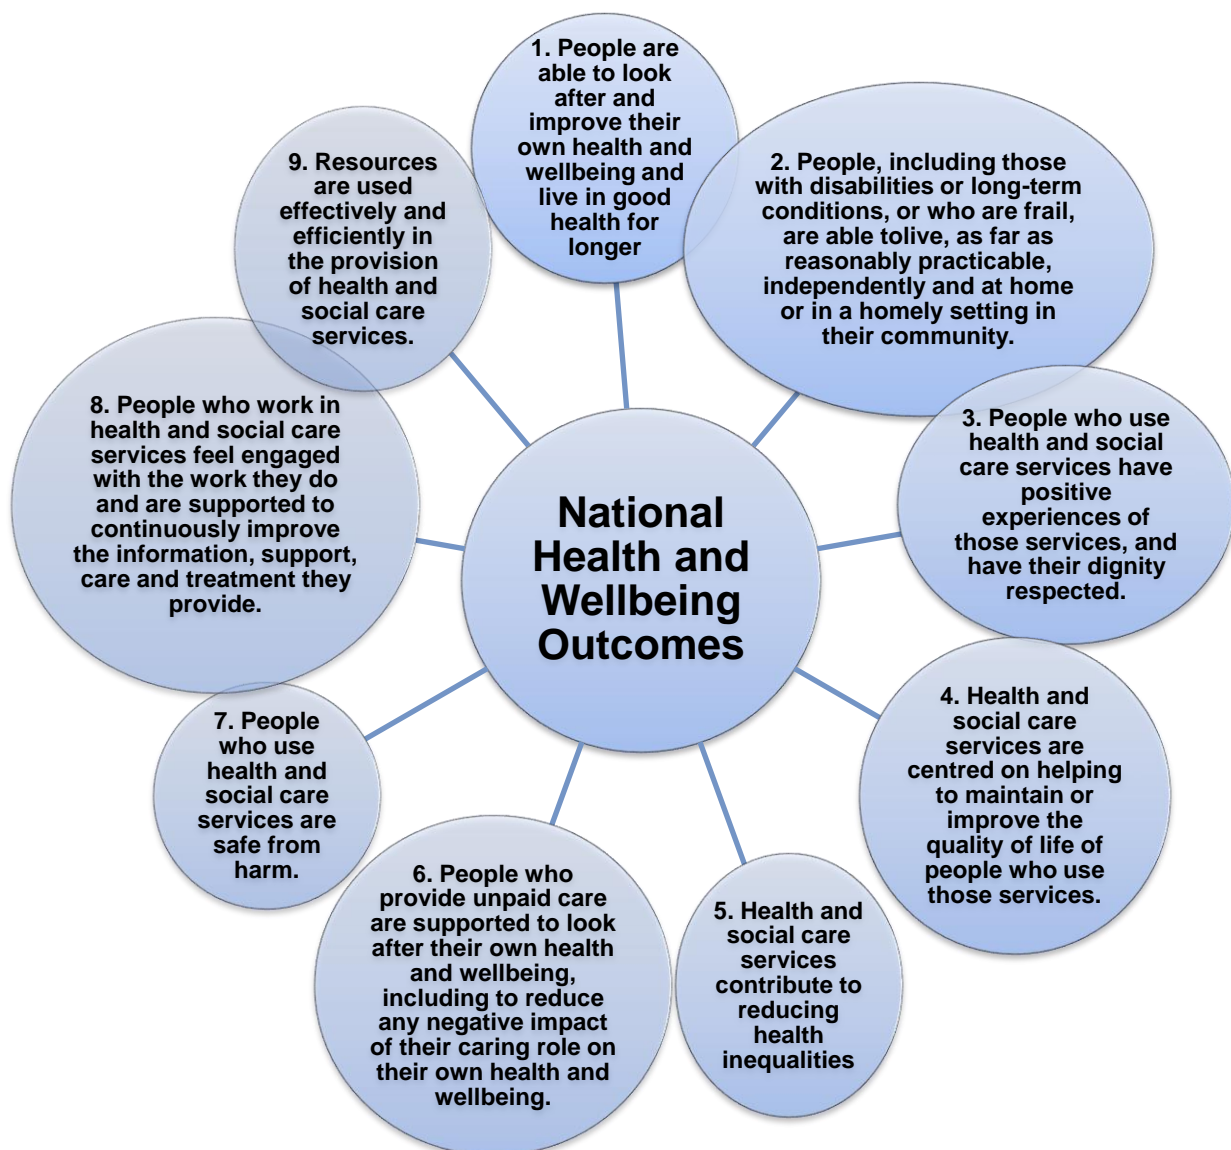 1. People are
able to look
after and
improve their
own health and
wellbeing and
live in good
health for
longer
2. People, including those
with disabilities or long-term
conditions, or who are frail,
are able tolive, as far as
reasonably practicable,
independently and at home
or in a homely setting in
their community.
3. People who use
health and social
care services have
positive
experiences of
those services, and
have their dignity
respected.
4. Health and
social care
services are
centred on helping
to maintain or
improve the
quality of life of
people who use
those services.
5. Health and
social care
services
contribute to
reducing
health
inequalities
6. People who
provide unpaid care
are supported to look
after their own health
and wellbeing,
including to reduce
any negative impact
of their caring role on
their own health and
wellbeing.
7. People
who use
health and
social care
services are
safe from
harm.
8. People who work in
health and social care
services feel engaged
with the work they do
and are supported to
continuously improve
the information, support,
care and treatment they
provide.
9. Resources
are used
effectively and
efficiently in
the provision
of health and
social care
services.
National
Health and
Wellbeing
Outcomes